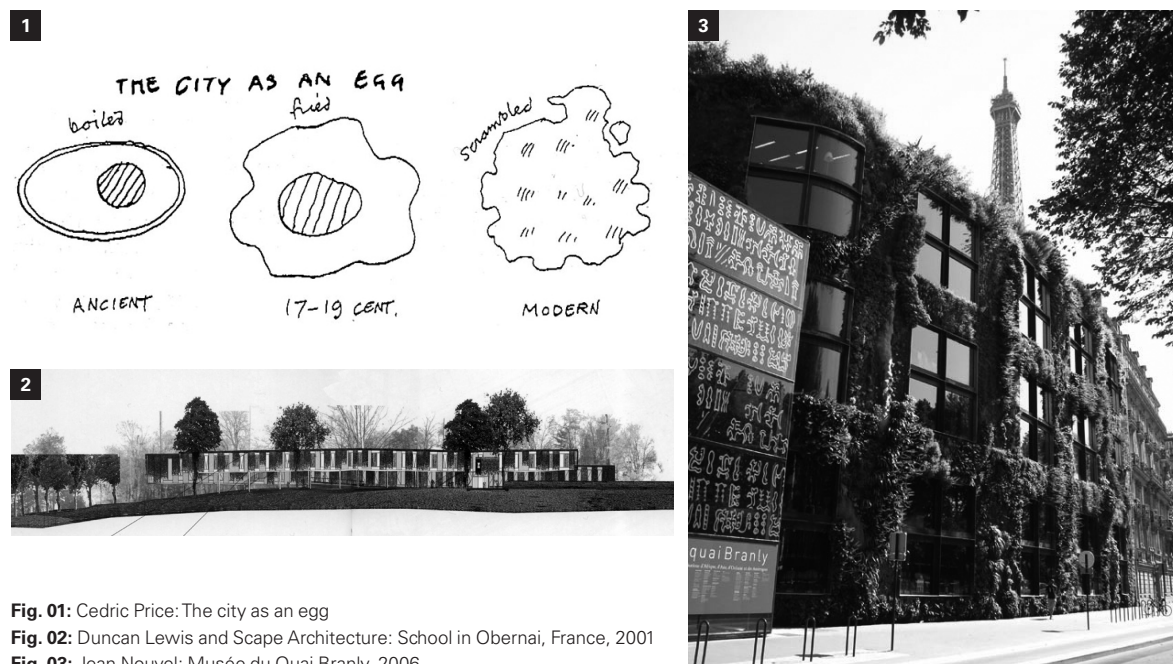 1
THE CITY AS AN EGG
boiled
fried
scrambled
ANCIENT
17-19 CENT.
MODERN
2
3
quaiBranly
Fig. 01: Cedric Price: The city as an egg
Fig. 02: Duncan Lewis and Scape Architecture: School in Obernai, France, 2001
Fig. 03: Jean Nouvel: Musée du Quai Branly, 2006